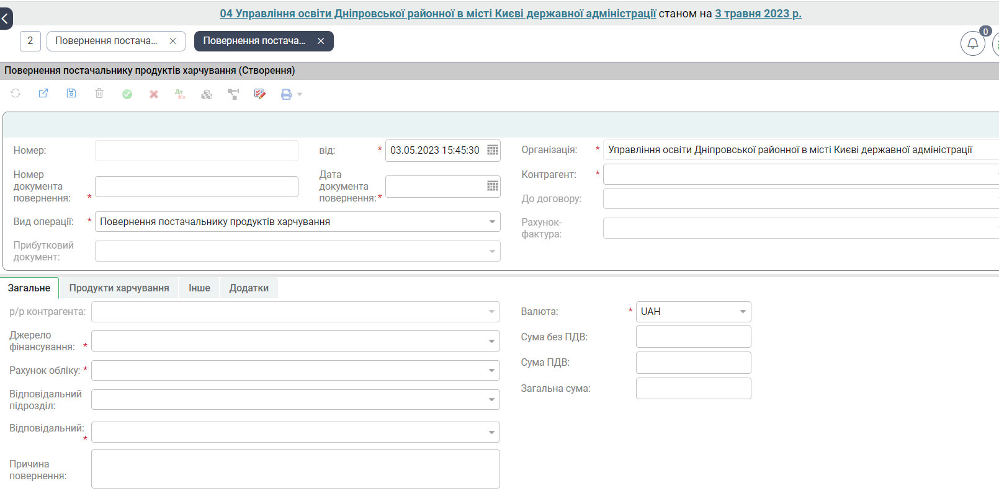 04 Управління освіти Дніпровської районної в місті Києві державної адміністрації станом на 3 травня 2023 р.
2 Повернення постача... Повернення постача... 0
Повернення постачальнику продуктів харчування (Створення)
Дт Кт
Номер: від: * 03.05.2023 15:45:30 Організація: * Управління освіти Дніпровської районної в місті Києві державної адміністрації
Номер документа повернення: * Дата документа повернення: * Контрагент: *
До договору:
Вид операції: * Повернення постачальнику продуктів харчування Рахунок-фактура:
Прибутковий документ:
Загальне Продукти харчування Інше Додатки
р/р контрагента: Валюта: * UAH
Джерело фінансування: * Сума без ПДВ:
Рахунок обліку: * Сума ПДВ:
Відповідальний підрозділ: Загальна сума:
Відповідальний: *
Причина повернення: